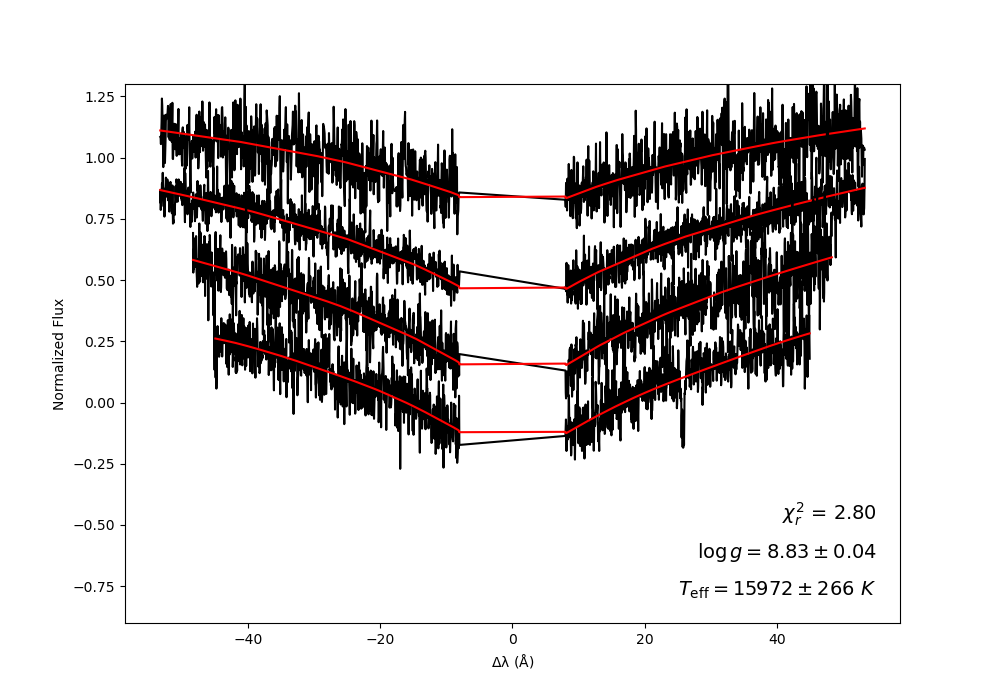 1.25
1.00
0.75
0.50
0.25
0.00
−0.25
−0.50
−0.75
Normalized Flux
χ²ᵣ = 2.80
log g = 8.83 ± 0.04
T_eff = 15972 ± 266 K
−40 −20 0 20 40
Δλ (Å)